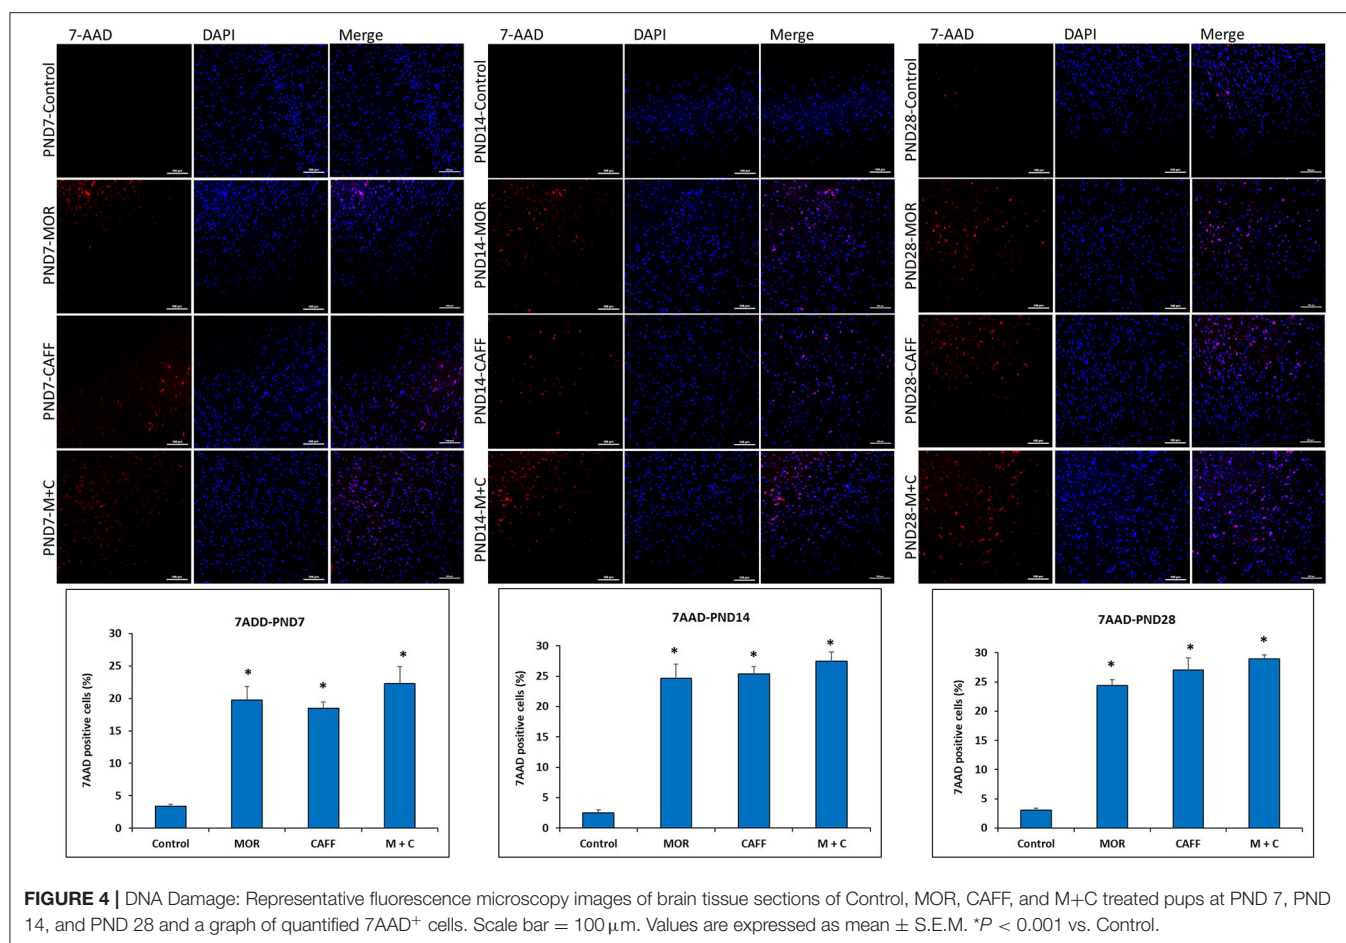 7-AAD DAPI Merge
PND7-Control
PND7-MOR
PND7-CAFF
PND7-M+C
7-AAD DAPI Merge
PND14-Control
PND14-MOR
PND14-CAFF
PND14-M+C
7-AAD DAPI Merge
PND28-Control
PND28-MOR
PND28-CAFF
PND28-M+C
7ADD-PND7
7AAD positive cells (%)
30
25
20
15
10
5
0
* * *
Control MOR CAFF M + C
7AAD-PND14
7AAD positive cells (%)
30
25
20
15
10
5
0
* * *
Control MOR CAFF M + C
7AAD-PND28
7AAD positive cells (%)
30
25
20
15
10
5
0
* * *
Control MOR CAFF M + C
FIGURE 4 | DNA Damage: Representative fluorescence microscopy images of brain tissue sections of Control, MOR, CAFF, and M+C treated pups at PND 7, PND
14, and PND 28 and a graph of quantified 7AAD+ cells. Scale bar = 100 μm. Values are expressed as mean ± S.E.M. *P < 0.001 vs. Control.